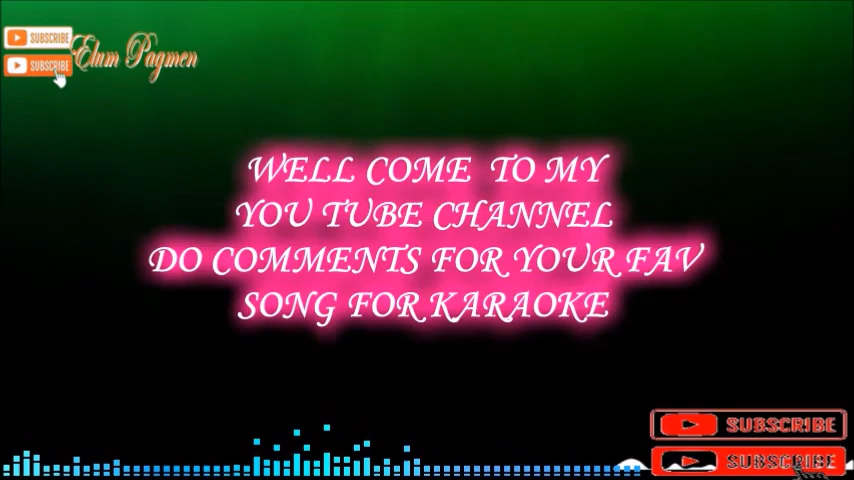 SUBSCRIBE
SUBSCRIBE
Elum Pagmen
WELL COME TO MY
YOU TUBE CHANNEL
DO COMMENTS FOR YOUR FAV
SONG FOR KARAOKE
SUBSCRIBE
SUBSCRIBE